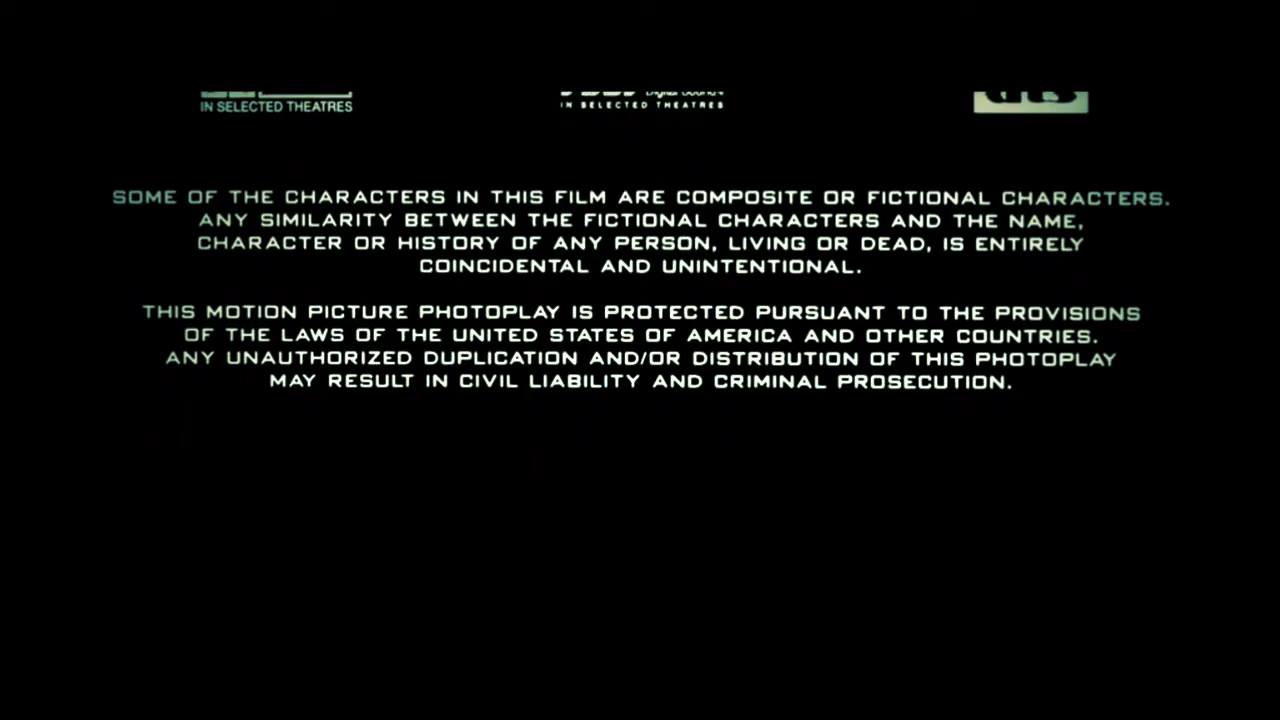 IN SELECTED THEATRES
IN SELECTED THEATRES
SOME OF THE CHARACTERS IN THIS FILM ARE COMPOSITE OR FICTIONAL CHARACTERS.
ANY SIMILARITY BETWEEN THE FICTIONAL CHARACTERS AND THE NAME,
CHARACTER OR HISTORY OF ANY PERSON, LIVING OR DEAD, IS ENTIRELY
COINCIDENTAL AND UNINTENTIONAL.
THIS MOTION PICTURE PHOTOPLAY IS PROTECTED PURSUANT TO THE PROVISIONS
OF THE LAWS OF THE UNITED STATES OF AMERICA AND OTHER COUNTRIES.
ANY UNAUTHORIZED DUPLICATION AND/OR DISTRIBUTION OF THIS PHOTOPLAY
MAY RESULT IN CIVIL LIABILITY AND CRIMINAL PROSECUTION.